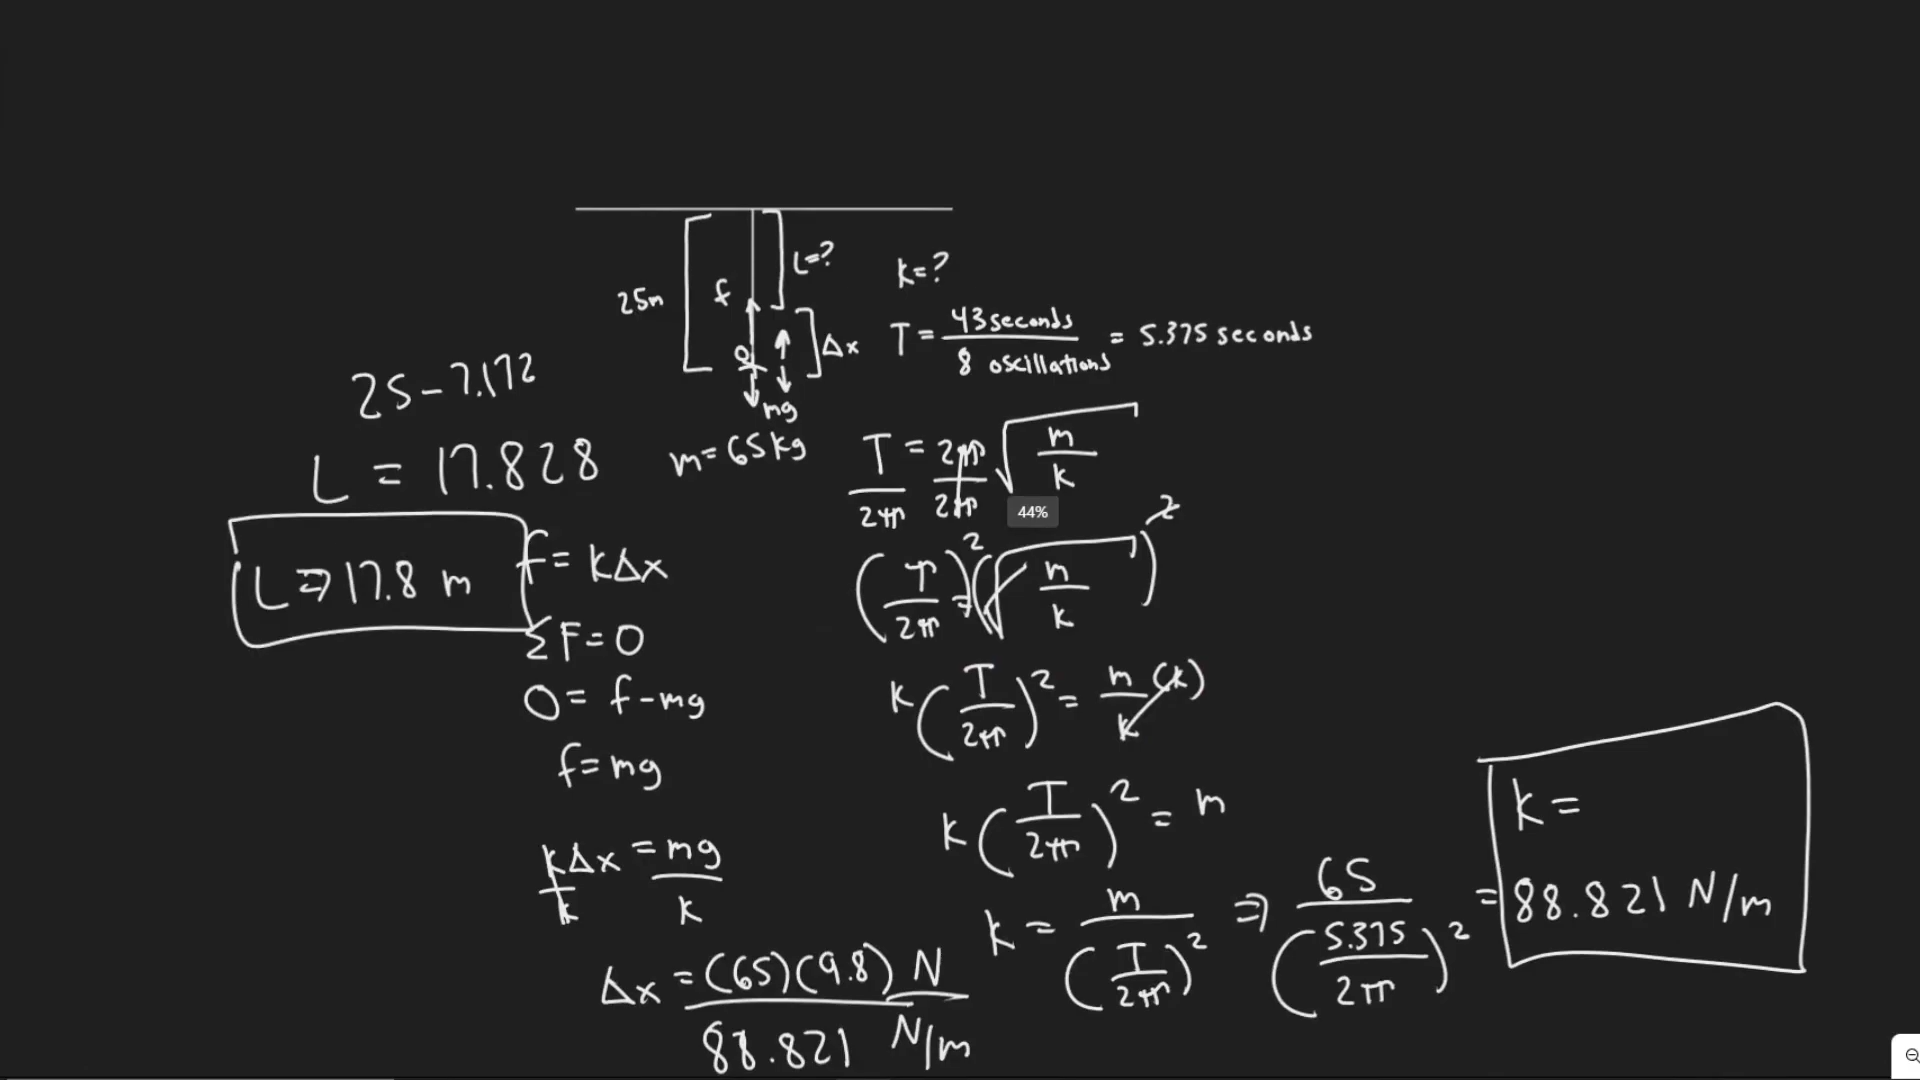 25m
f
L=?
Δx
mg
m=65kg
k=?
T = 43 seconds / 8 oscillations = 5.375 seconds
25-7.172
L = 17.828
L ⇒ 17.8 m
f = kΔx
ΣF=0
0 = f-mg
f=mg
kΔx/k = mg/k
Δx = (65)(9.8) N / 88.821 N/m
T/2π = 2π/2π √(m/k)
44%
(T/2π)² = (√(m/k))²
k(T/2π)² = m/k (k)
k(T/2π)² = m
k = m/(T/2π)² ⇒ 65/(5.375/2π)² =
k =
88.821 N/m